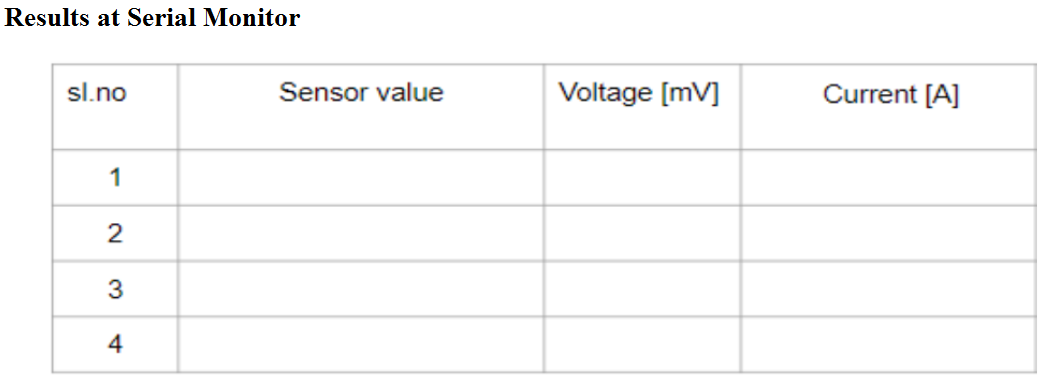 Results at Serial Monitor
sl.no Sensor value Voltage [mV] Current [A]
1
2
3
4